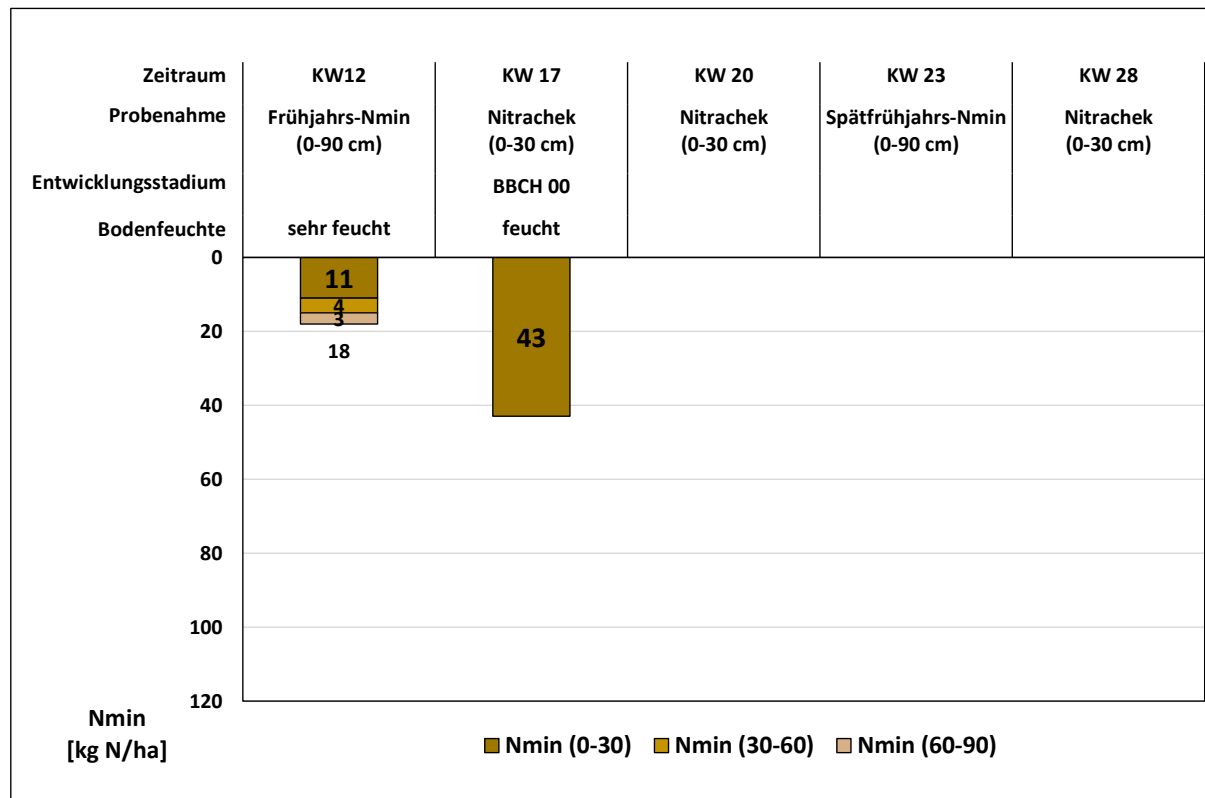 Zeitraum KW12 KW 17 KW 20 KW 23 KW 28
Probenahme Frühjahrs-Nmin Nitrachek Nitrachek Spätfrühjahrs-Nmin Nitrachek
(0-90 cm) (0-30 cm) (0-30 cm) (0-90 cm) (0-30 cm)
Entwicklungsstadium BBCH 00
Bodenfeuchte sehr feucht feucht
0
11
4
3
20
18
43
40
60
80
100
120
Nmin
[kg N/ha]
Nmin (0-30) Nmin (30-60) Nmin (60-90)